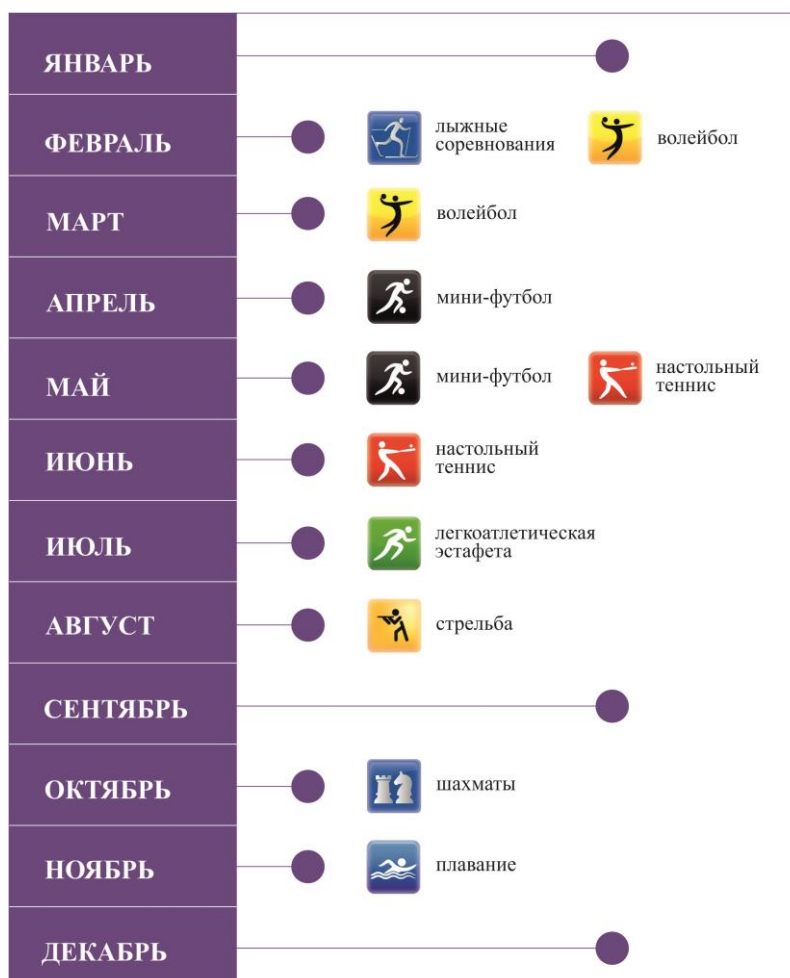 ЯНВАРЬ
ФЕВРАЛЬ
лыжные
соревнования
волейбол
МАРТ
волейбол
АПРЕЛЬ
мини-футбол
МАЙ
мини-футбол
настольный
теннис
ИЮНЬ
настольный
теннис
ИЮЛЬ
легкоатлетическая
эстафета
АВГУСТ
стрельба
СЕНТЯБРЬ
ОКТЯБРЬ
шахматы
НОЯБРЬ
плавание
ДЕКАБРЬ